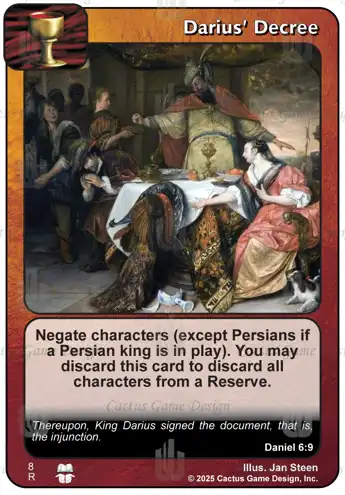 Darius' Decree
Negate characters (except Persians if
a Persian king is in play). You may
discard this card to discard all
characters from a Reserve.
Cactus Game Design
Thereupon, King Darius signed the document, that is,
the injunction.
Daniel 6:9
8
R
Illus. Jan Steen
© 2025 Cactus Game Design, Inc.